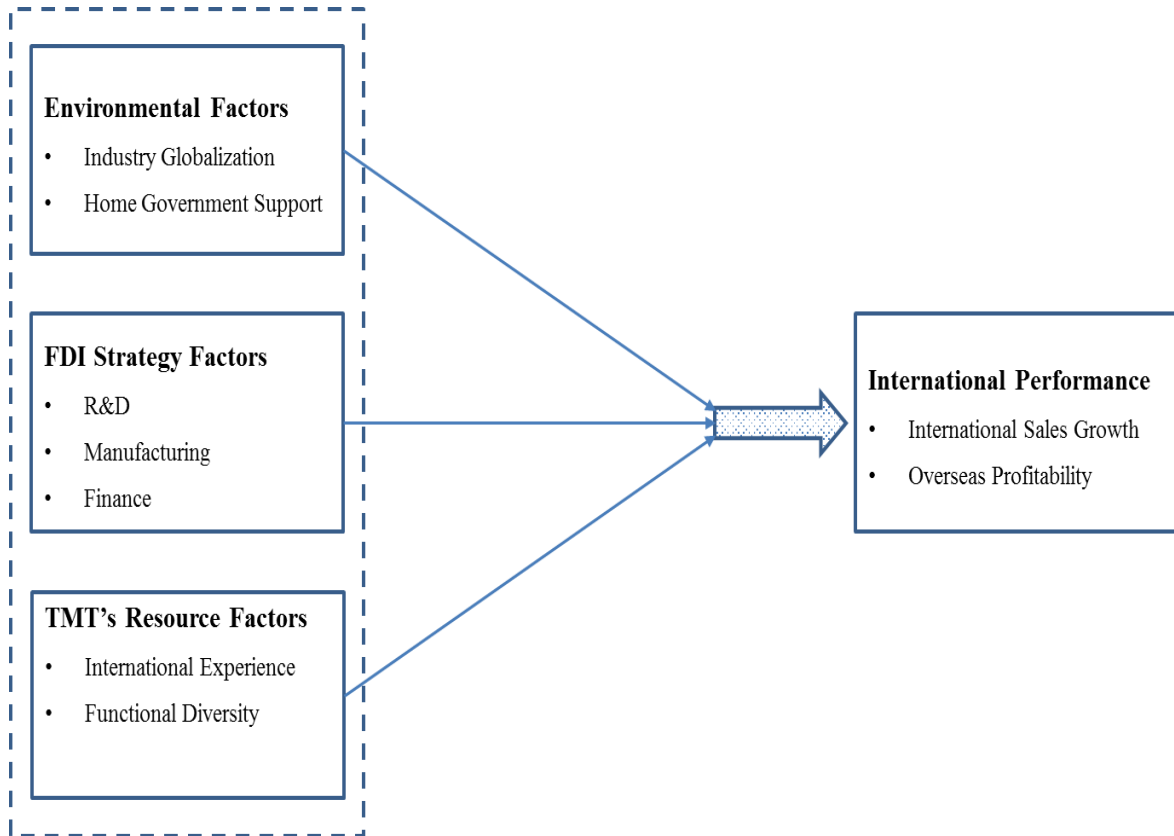 Environmental Factors
• Industry Globalization
• Home Government Support
FDI Strategy Factors
• R&D
• Manufacturing
• Finance
TMT's Resource Factors
• International Experience
• Functional Diversity
International Performance
• International Sales Growth
• Overseas Profitability